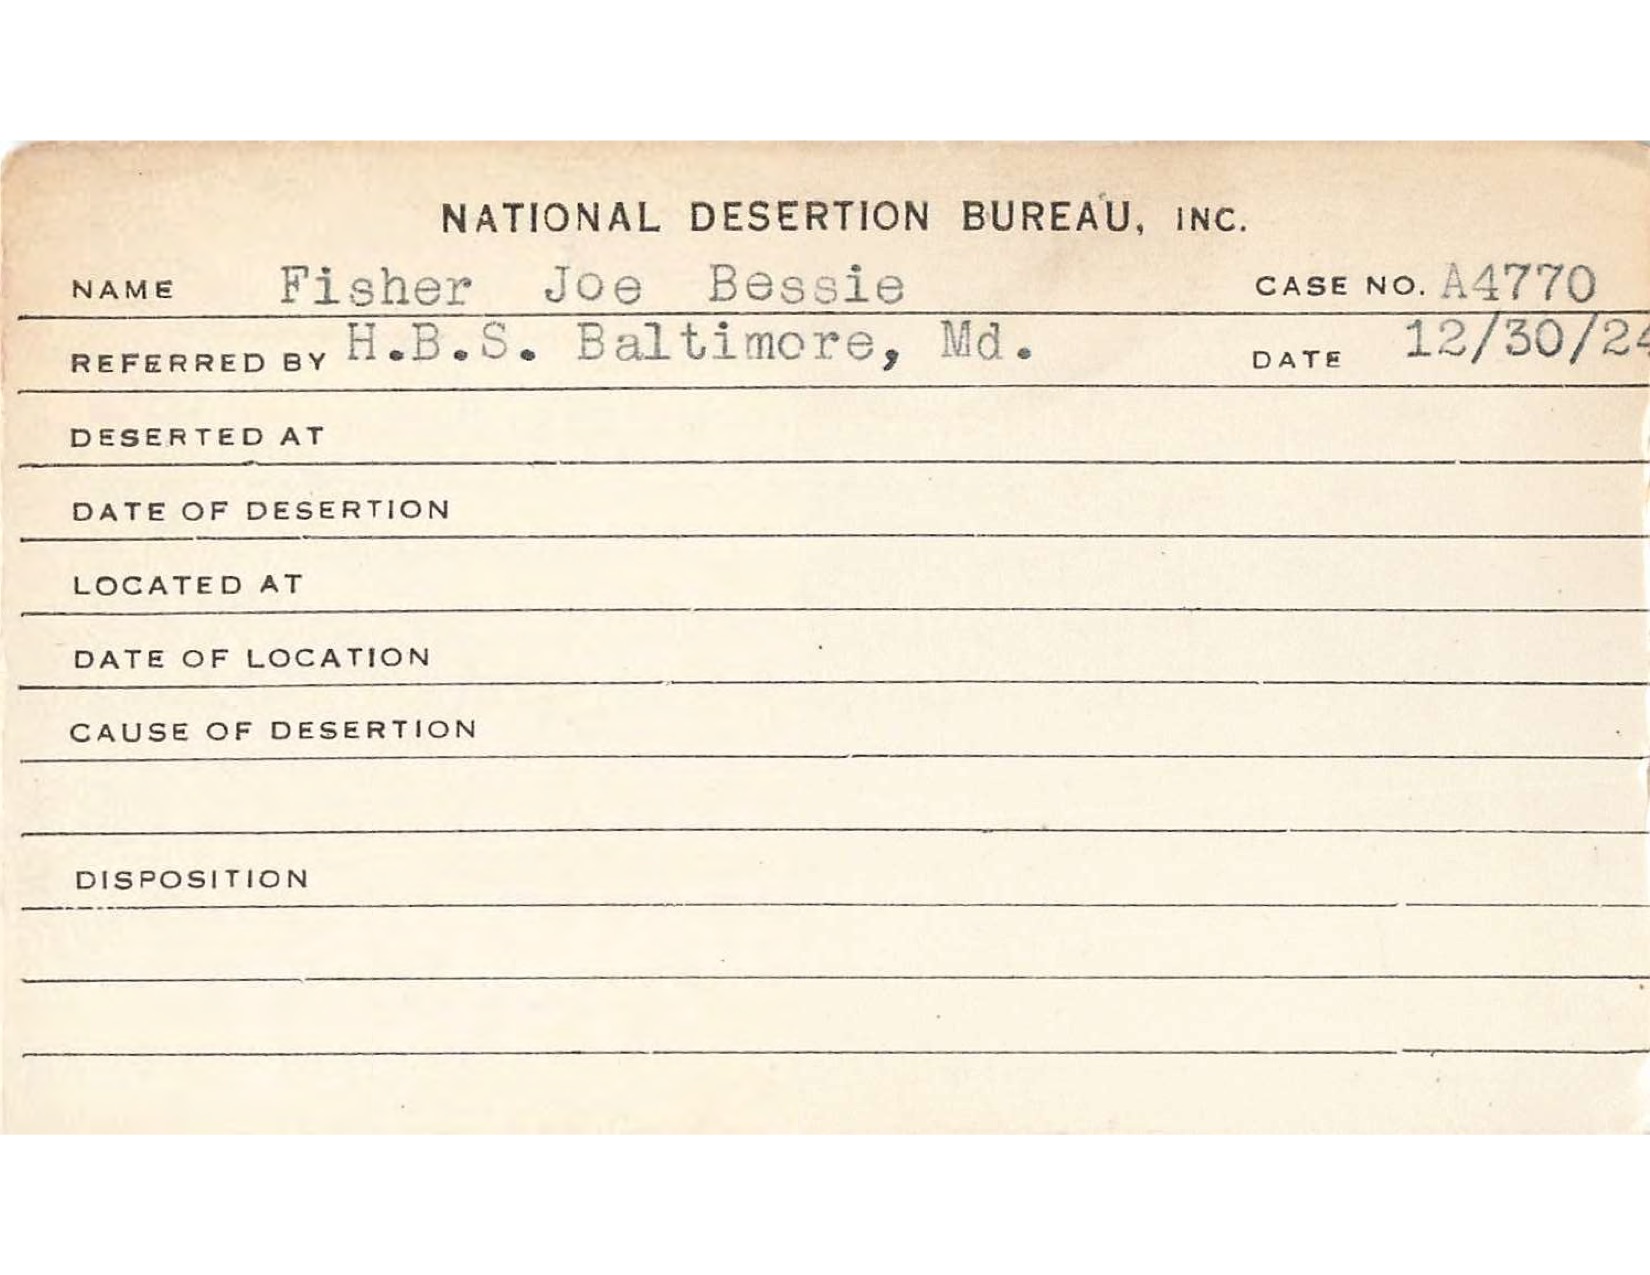 NATIONAL DESERTION BUREAU, INC.
NAME Fisher Joe Bessie CASE NO. A4770
REFERRED BY H.B.S. Baltimore, Md. DATE 12/30/24
DESERTED AT
DATE OF DESERTION
LOCATED AT
DATE OF LOCATION
CAUSE OF DESERTION
DISPOSITION